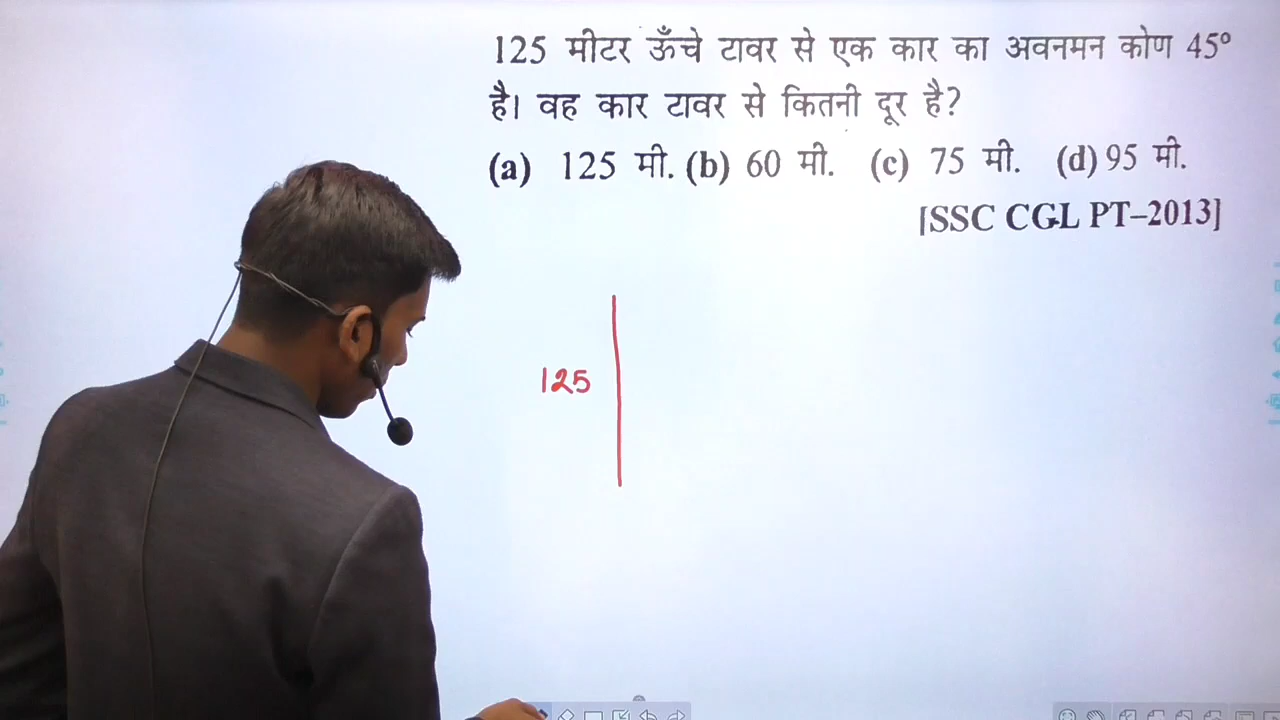 125 मीटर ऊँचे टावर से एक कार का अवनमन कोण 45°
है। वह कार टावर से कितनी दूर है?
(a) 125 मी. (b) 60 मी. (c) 75 मी. (d) 95 मी.
[SSC CGL PT–2013]
125